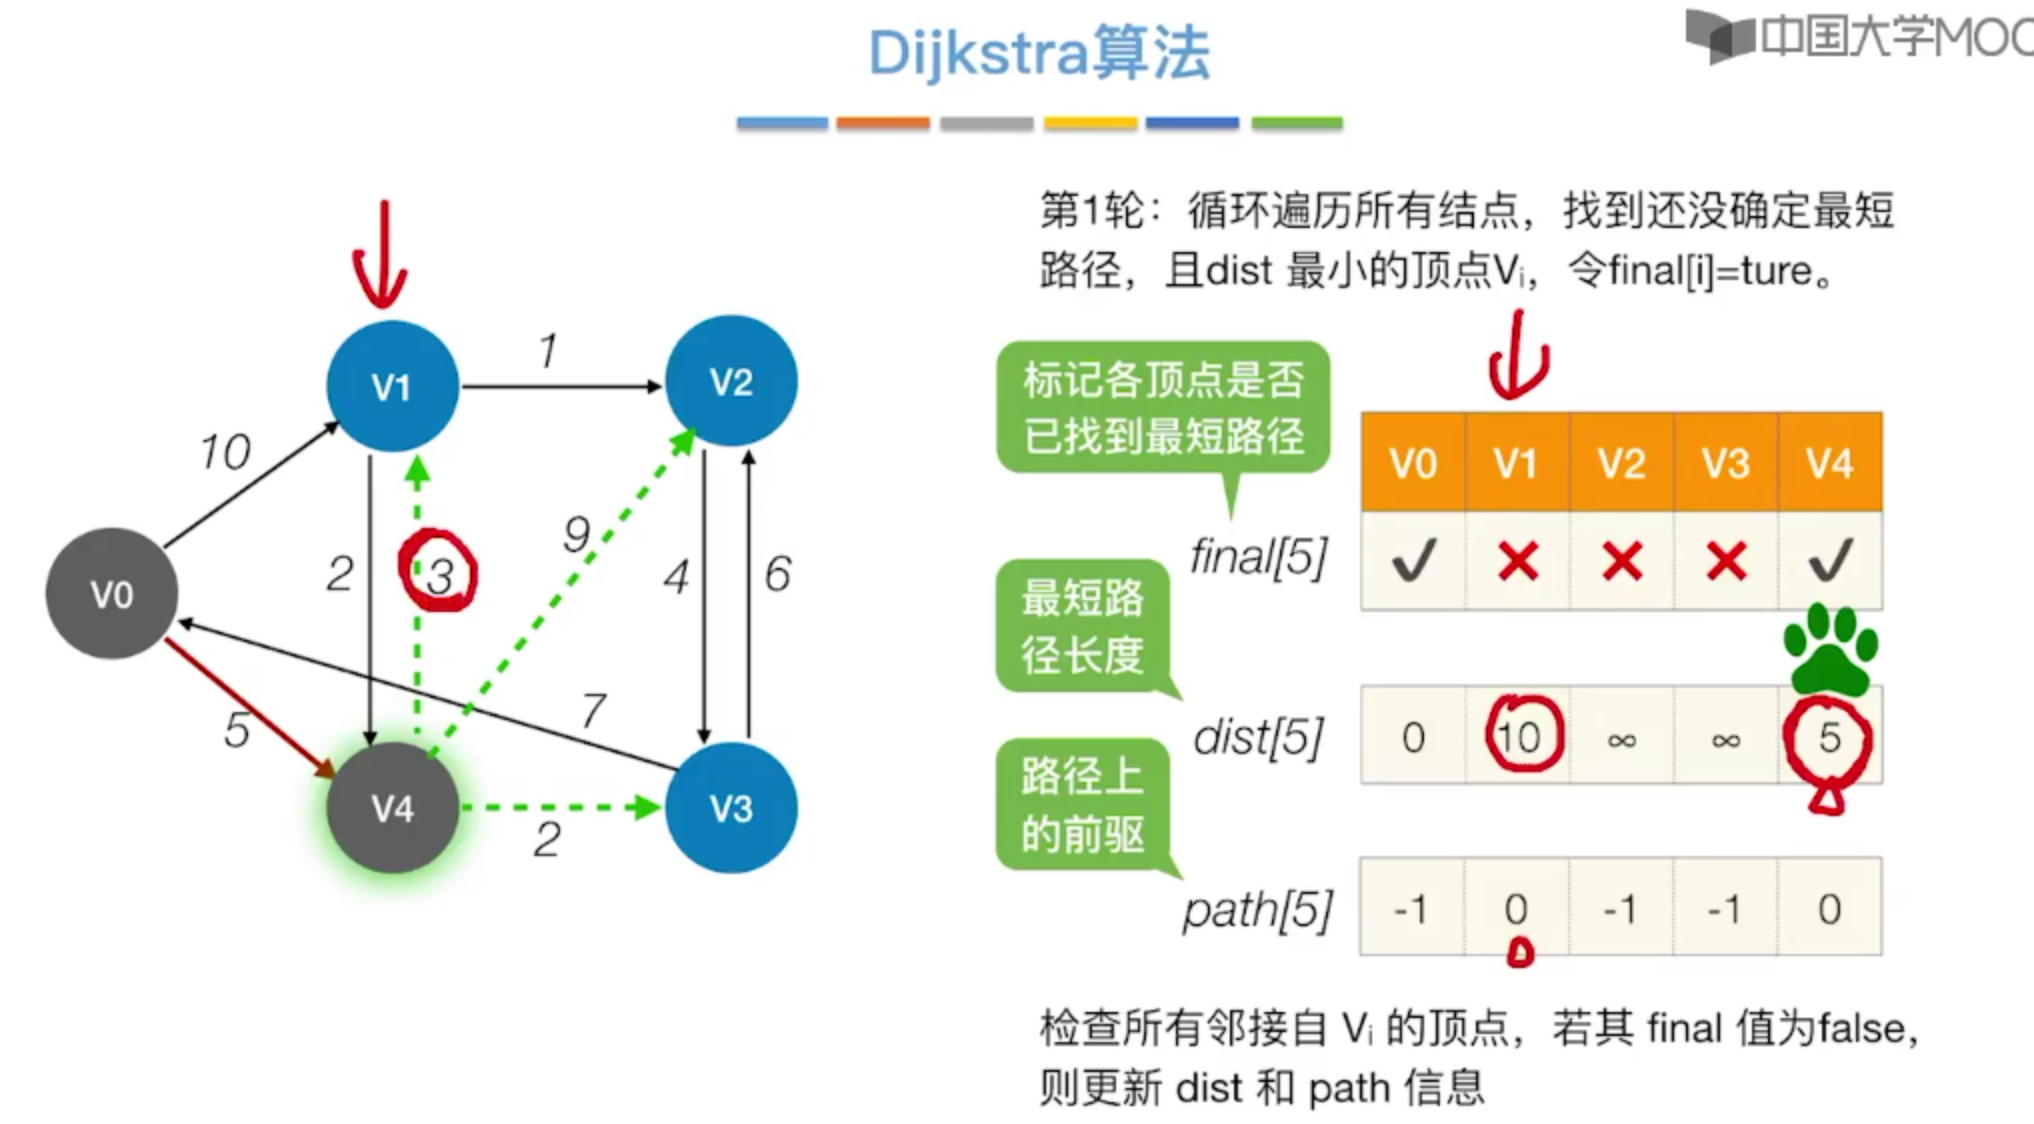 Dijkstra算法
中国大学MOO
第1轮：循环遍历所有结点，找到还没确定最短
路径，且dist 最小的顶点Vi，令final[i]=ture。
标记各顶点是否
已找到最短路径
V0 V1 V2 V3 V4
final[5] ✓ ✕ ✕ ✕ ✓
最短路
径长度
dist[5] 0 10 ∞ ∞ 5
路径上
的前驱
path[5] -1 0 -1 -1 0
检查所有邻接自 Vi 的顶点，若其 final 值为false，
则更新 dist 和 path 信息
V1
1
V2
10
9
2
3
4
6
V0
7
5
V4
2
V3